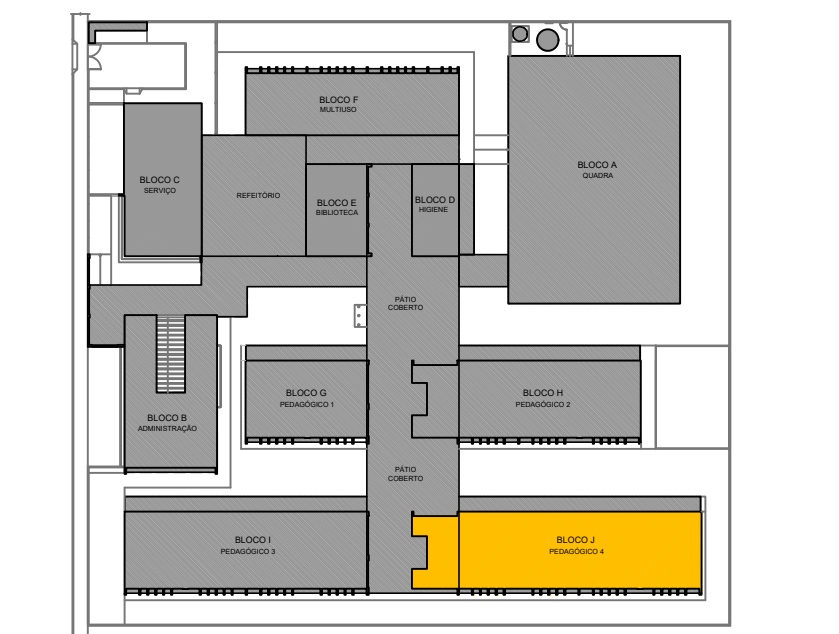 BLOCO F
MULTIUSO
BLOCO A
QUADRA
BLOCO C
SERVIÇO
REFEITÓRIO
BLOCO E
BIBLIOTECA
BLOCO D
HIGIENE
PÁTIO
COBERTO
BLOCO G
PEDAGÓGICO 1
BLOCO H
PEDAGÓGICO 2
BLOCO B
ADMINISTRAÇÃO
PÁTIO
COBERTO
BLOCO I
PEDAGÓGICO 3
BLOCO J
PEDAGÓGICO 4